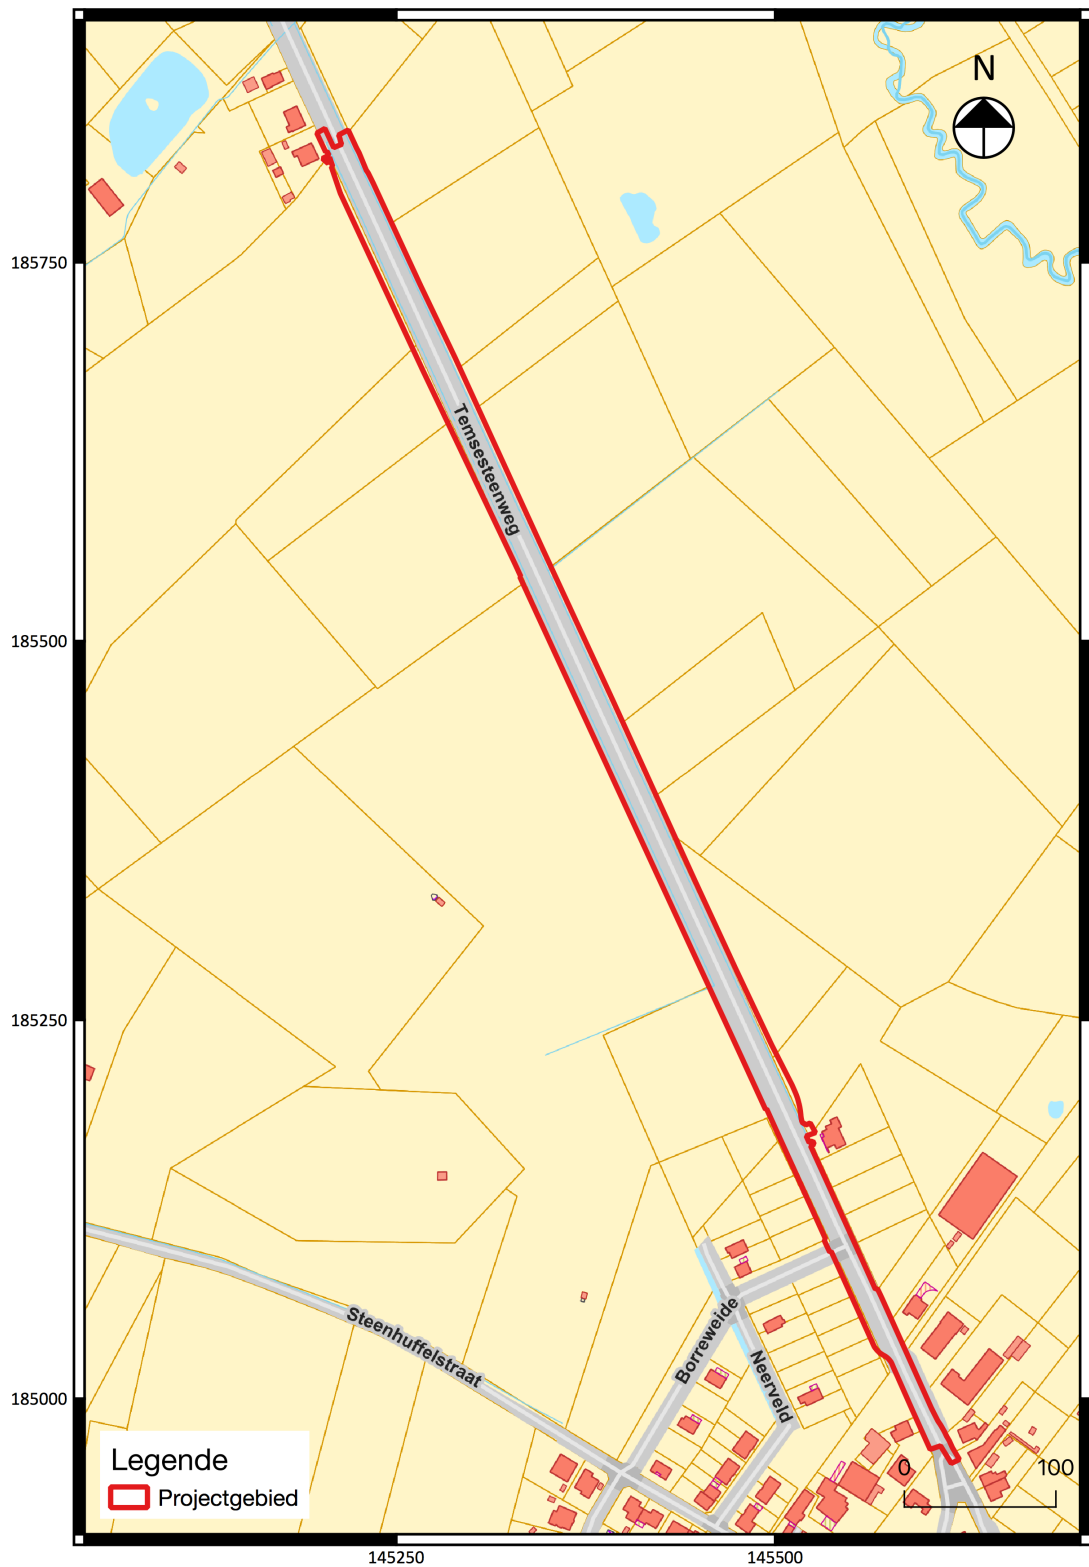 N
185750
Temsesteenweg
185500
185250
Steenhuffelstraat
Borreweide
Neerveld
185000
Legende
Projectgebied
0 100
145250 145500